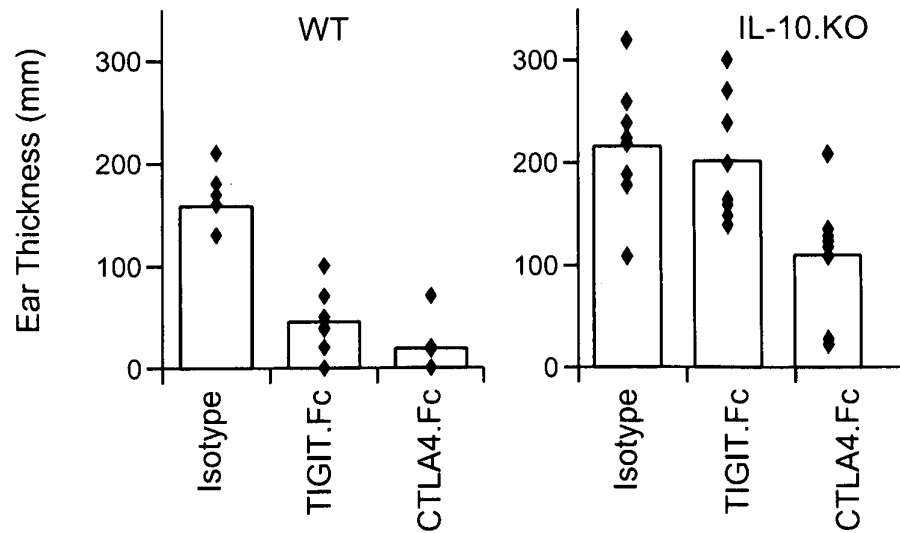 WT
IL-10.KO
Ear Thickness (mm)
300
200
100
0
300
200
100
0
Isotype
TIGIT.Fc
CTLA4.Fc
Isotype
TIGIT.Fc
CTLA4.Fc